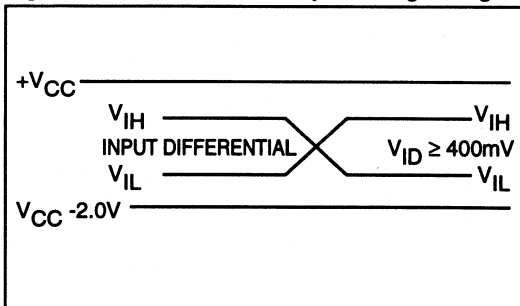 +VCC
VIH VIH
INPUT DIFFERENTIAL VID ≥ 400mV
VIL VIL
VCC -2.0V